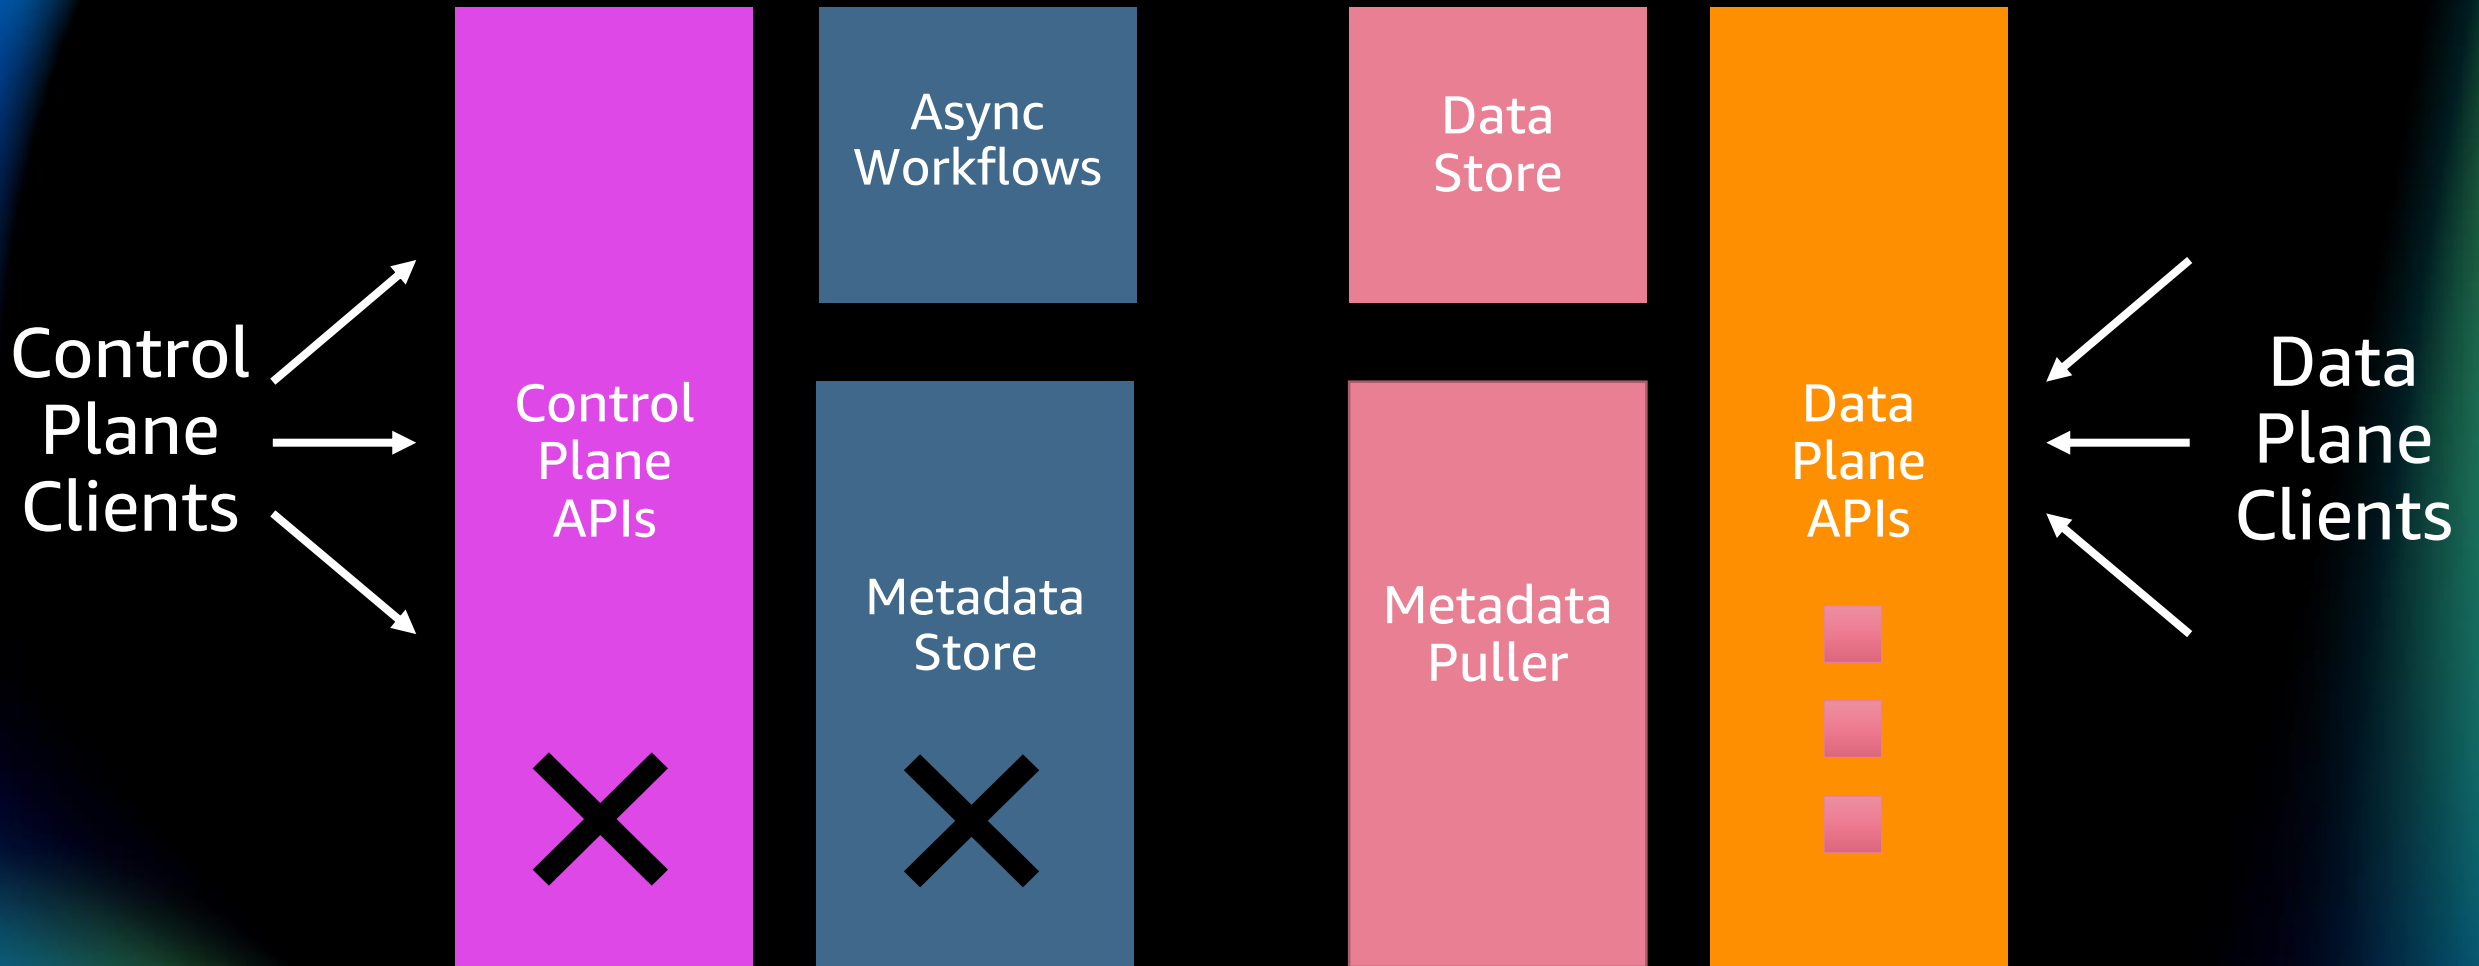 Control
Plane
Clients
Control
Plane
APIs
Async
Workflows
Metadata
Store
Data
Store
Metadata
Puller
Data
Plane
APIs
Data
Plane
Clients